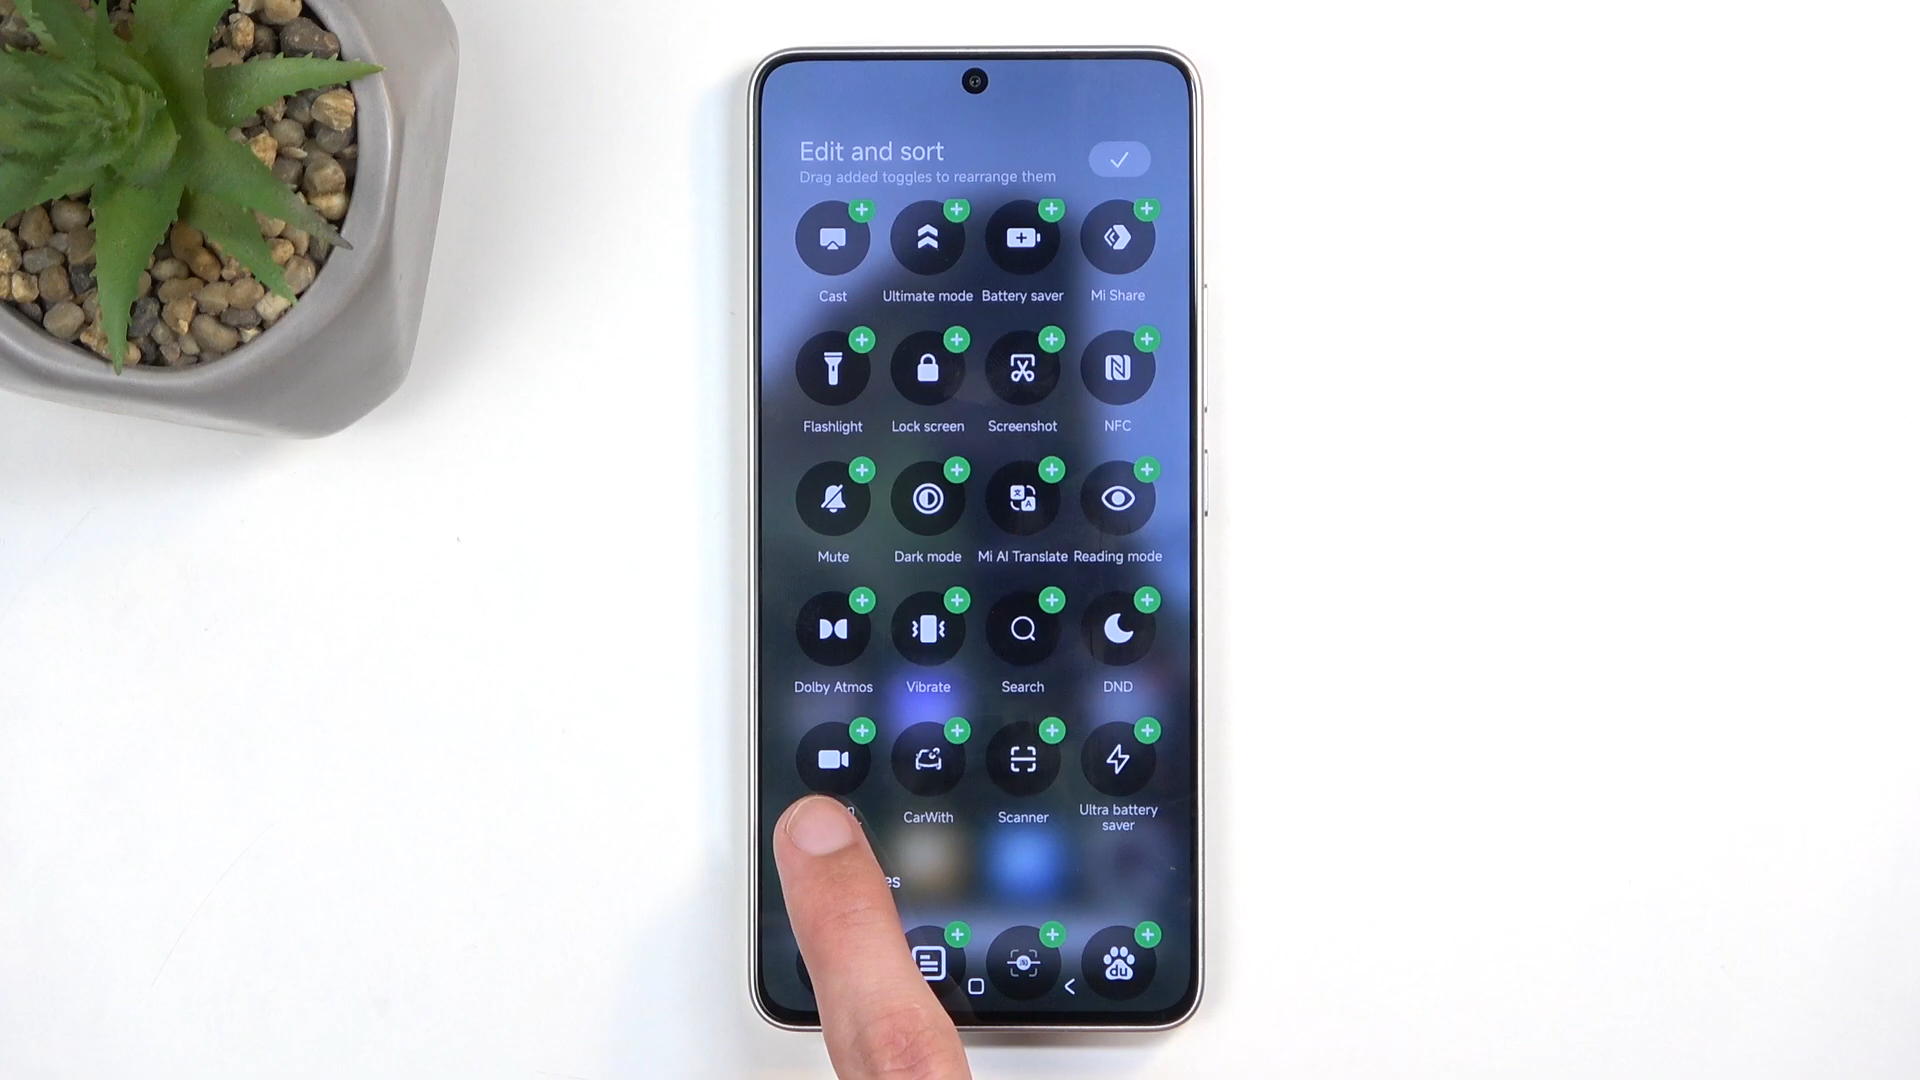 Edit and sort
Drag added toggles to rearrange them
Cast Ultimate mode Battery saver Mi Share
Flashlight Lock screen Screenshot NFC
Mute Dark mode Mi AI Translate Reading mode
Dolby Atmos Vibrate Search DND
CarWith Scanner Ultra battery
saver
du